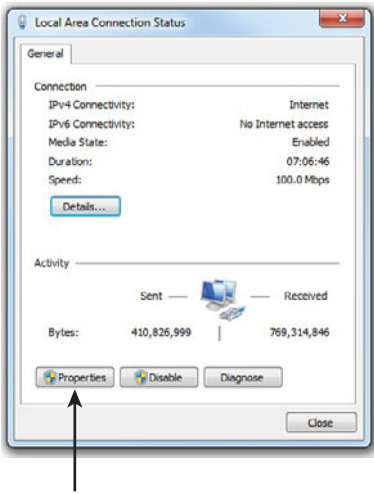 Local Area Connection Status
General
Connection
IPv4 Connectivity: Internet
IPv6 Connectivity: No Internet access
Media State: Enabled
Duration: 07:06:46
Speed: 100.0 Mbps
Details...
Activity
Sent Received
Bytes: 410,826,999 769,314,846
Properties Disable Diagnose
Close